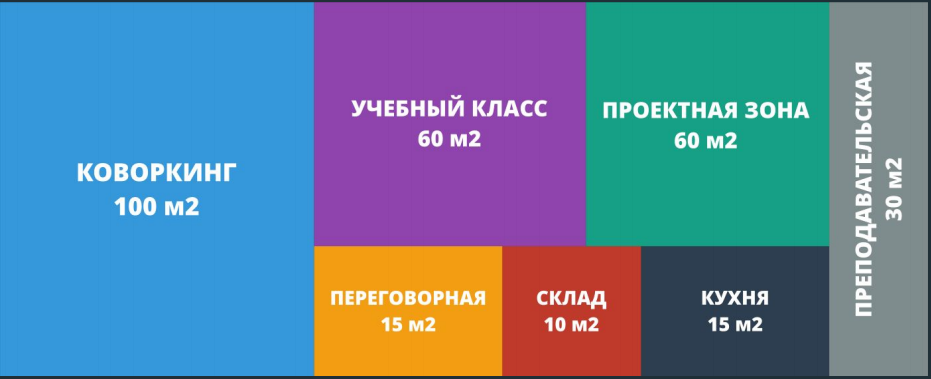 КОВОРКИНГ
100 м2
УЧЕБНЫЙ КЛАСС
60 м2
ПРОЕКТНАЯ ЗОНА
60 м2
ПЕРЕГОВОРНАЯ
15 м2
СКЛАД
10 м2
КУХНЯ
15 м2
ПРЕПОДАВАТЕЛЬСКАЯ
30 м2